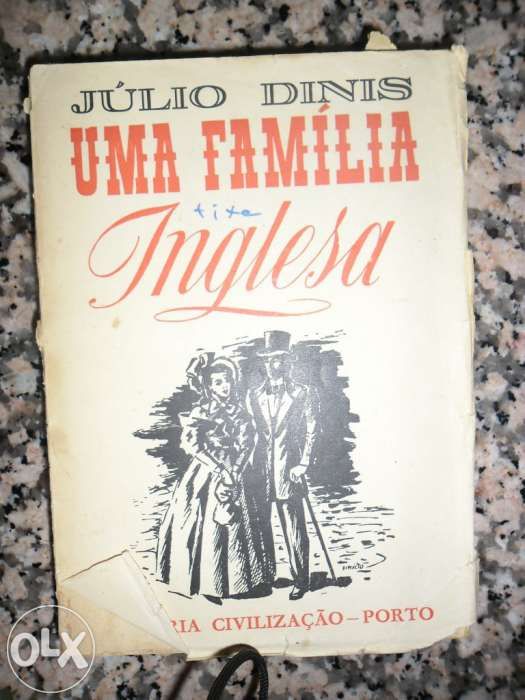 JÚLIO DINIS
UMA FAMÍLIA
tixe
Inglesa
RIA CIVILIZAÇÃO – PORTO
OLX